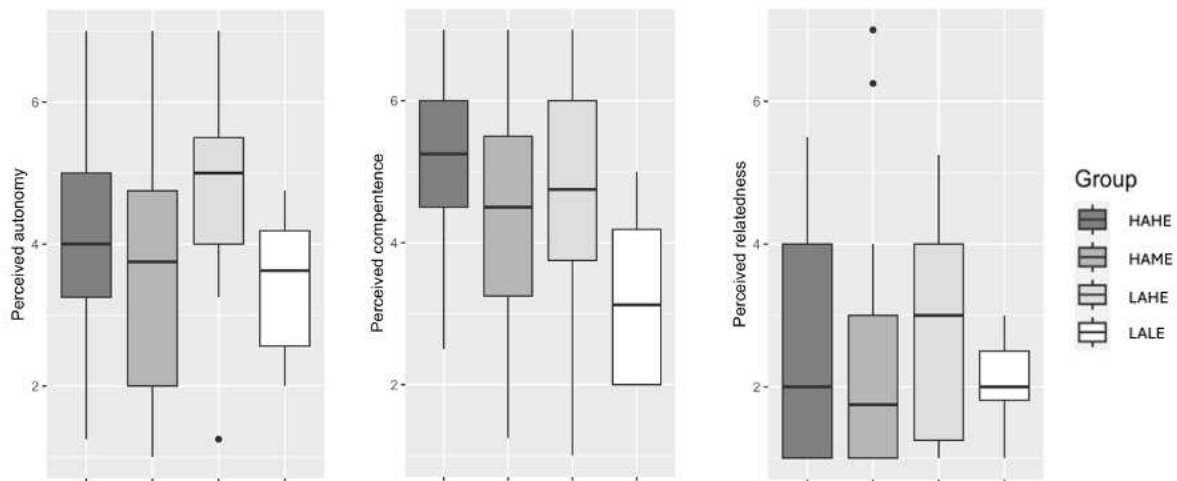 Perceived autonomy
6
4
2
Perceived compentence
6
4
2
Perceived relatedness
6
4
2
Group
HAHE
HAME
LAHE
LALE